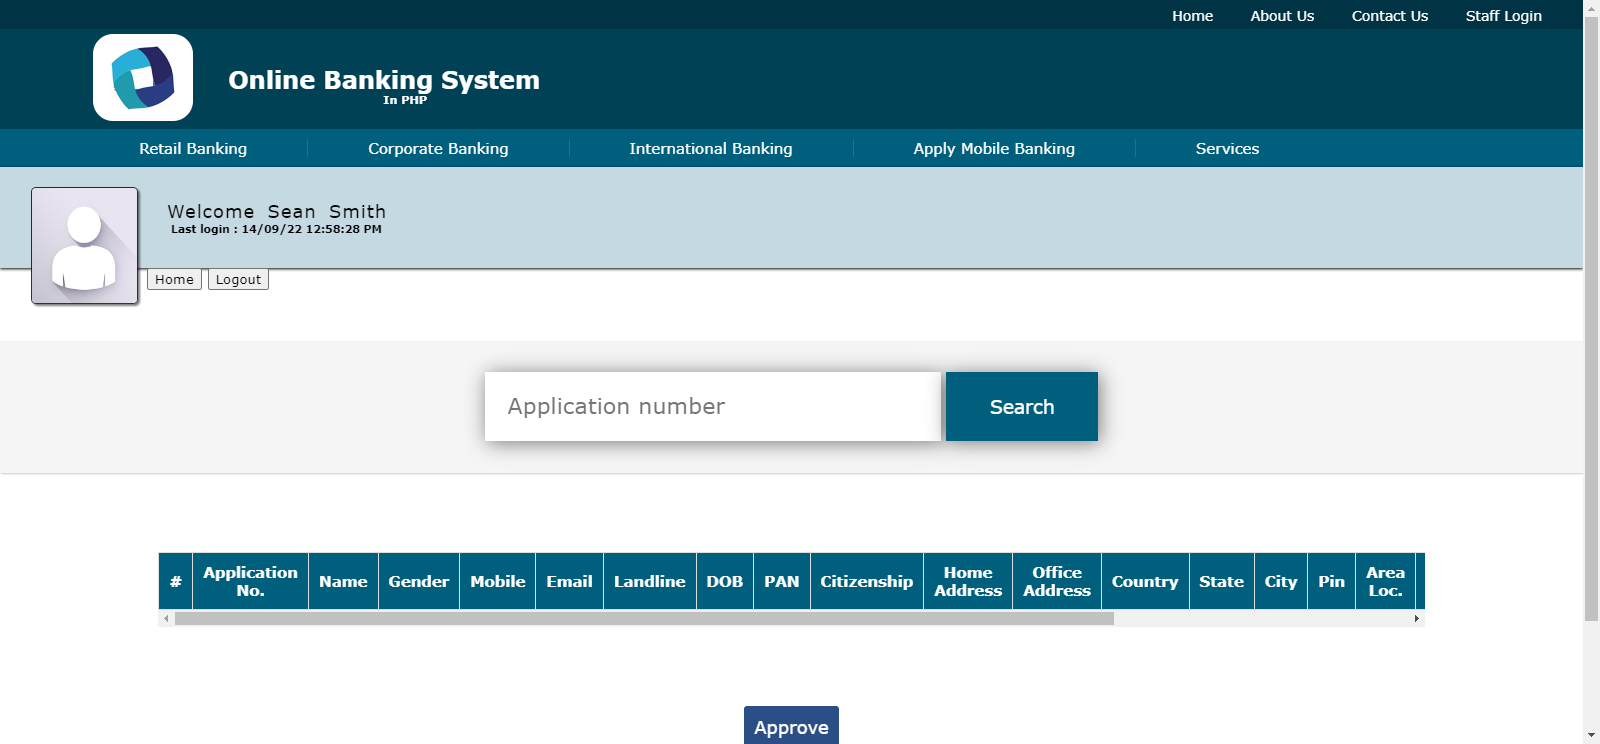 Home About Us Contact Us Staff Login
Online Banking System
In PHP
Retail Banking Corporate Banking International Banking Apply Mobile Banking Services
Welcome Sean Smith
Last login : 14/09/22 12:58:28 PM
Home Logout
Application number Search
# Application No. Name Gender Mobile Email Landline DOB PAN Citizenship Home Address Office Address Country State City Pin Area Loc.
Approve